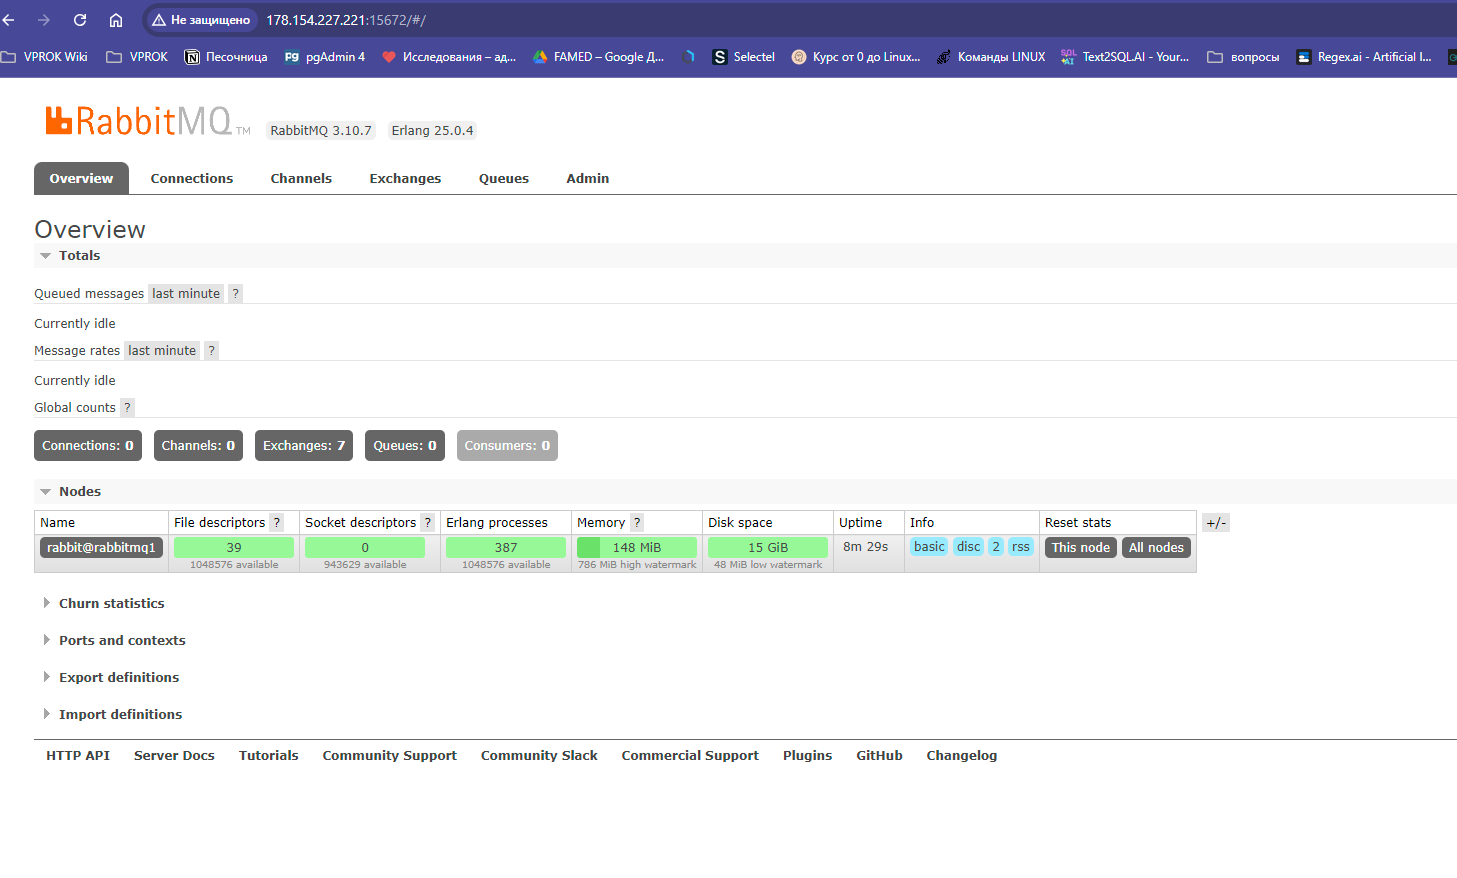 Не защищено 178.154.227.221:15672/#/
VPROK Wiki VPROK Песочница pgAdmin 4 Исследования – ад... FAMED – Google Д... Selectel Курс от 0 до Linux... Команды LINUX Text2SQL.AI - Your... вопросы Regex.ai - Artificial I...
RabbitMQ TM RabbitMQ 3.10.7 Erlang 25.0.4
Overview Connections Channels Exchanges Queues Admin
Overview
Totals
Queued messages last minute ?
Currently idle
Message rates last minute ?
Currently idle
Global counts ?
Connections: 0 Channels: 0 Exchanges: 7 Queues: 0 Consumers: 0
Nodes
Name File descriptors ? Socket descriptors ? Erlang processes Memory ? Disk space Uptime Info Reset stats +/-
rabbit@rabbitmq1 39 0 387 148 MiB 15 GiB 8m 29s basic disc 2 rss This node All nodes
1048576 available 943629 available 1048576 available 786 MiB high watermark 48 MiB low watermark
Churn statistics
Ports and contexts
Export definitions
Import definitions
HTTP API Server Docs Tutorials Community Support Community Slack Commercial Support Plugins GitHub Changelog